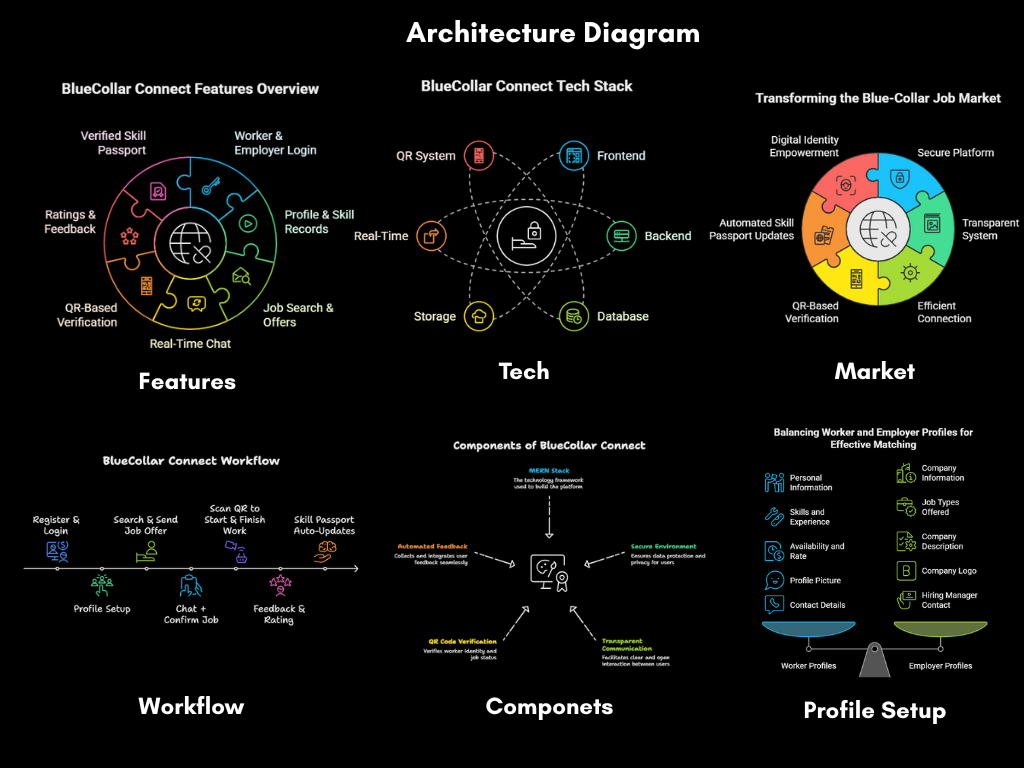 Architecture Diagram
BlueCollar Connect Features Overview
Verified Skill
Passport
Worker &
Employer Login
Ratings &
Feedback
Profile & Skill
Records
QR-Based
Verification
Job Search &
Offers
Real-Time Chat
Features
BlueCollar Connect Tech Stack
QR System
Frontend
Real-Time
Backend
Storage
Database
Tech
Transforming the Blue-Collar Job Market
Digital Identity
Empowerment
Secure Platform
Automated Skill
Passport Updates
Transparent
System
QR-Based
Verification
Efficient
Connection
Market
BlueCollar Connect Workflow
Register &
Login
Search & Send
Job Offer
Scan QR to
Start & Finish
Work
Skill Passport
Auto-Updates
Profile Setup
Chat +
Confirm Job
Feedback &
Rating
Workflow
Components of BlueCollar Connect
MERN Stack
The technology framework
used to build the platform
Automated Feedback
Collects and integrates user
feedback seamlessly
Secure Environment
Ensures data protection and
privacy for users
QR Code Verification
Verifies worker identity and
job status
Transparent
Communication
Facilitates clear and open
interaction between users
Componets
Balancing Worker and Employer Profiles for
Effective Matching
Personal
Information
Skills and
Experience
Availability and
Rate
Profile Picture
Contact Details
Company
Information
Job Types
Offered
Company
Description
Company Logo
Hiring Manager
Contact
Worker Profiles
Employer Profiles
Profile Setup